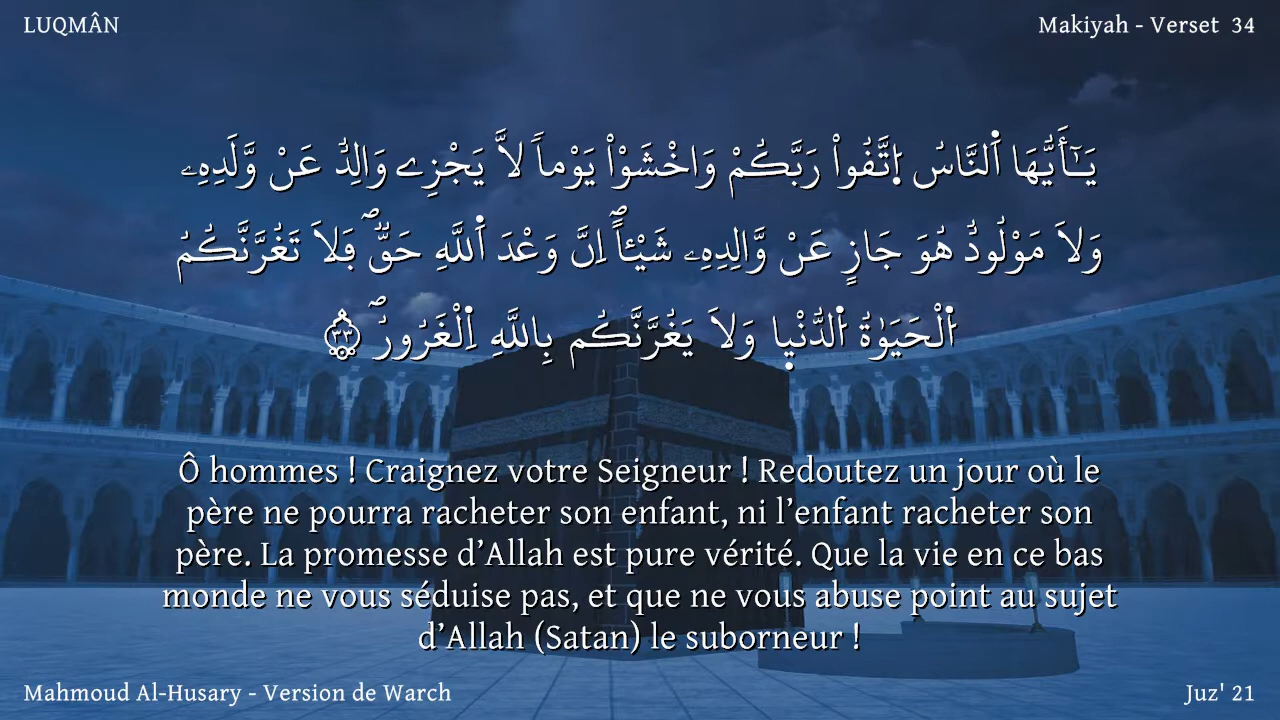 LUQMÂN
Makiyah - Verset 34
يَٰٓأَيُّهَا اَ۬لنَّاسُ اُ۪تَّقُواْ رَبَّكُمْ وَاخْشَوْاْ يَوْماٗ لَّا يَجْزِے وَالِدٌ عَنْ وَّلَدِهِۦ
وَلَا مَوْلُودٌ هُوَ جَازٍ عَنْ وَّالِدِهِۦ شَيْـٔاًۖ اِنَّ وَعْدَ اَ۬للَّهِ حَقّٞۖ فَلَا تَغُرَّنَّكُمُ
اُ۬لْحَيَوٰةُ اُ۬لدُّنْي۪ا وَلَا يَغُرَّنَّكُم بِاللَّهِ اِ۬لْغَرُورُۖ ٣٣
Ô hommes ! Craignez votre Seigneur ! Redoutez un jour où le
père ne pourra racheter son enfant, ni l’enfant racheter son
père. La promesse d’Allah est pure vérité. Que la vie en ce bas
monde ne vous séduise pas, et que ne vous abuse point au sujet
d’Allah (Satan) le suborneur !
Mahmoud Al-Husary - Version de Warch
Juz' 21